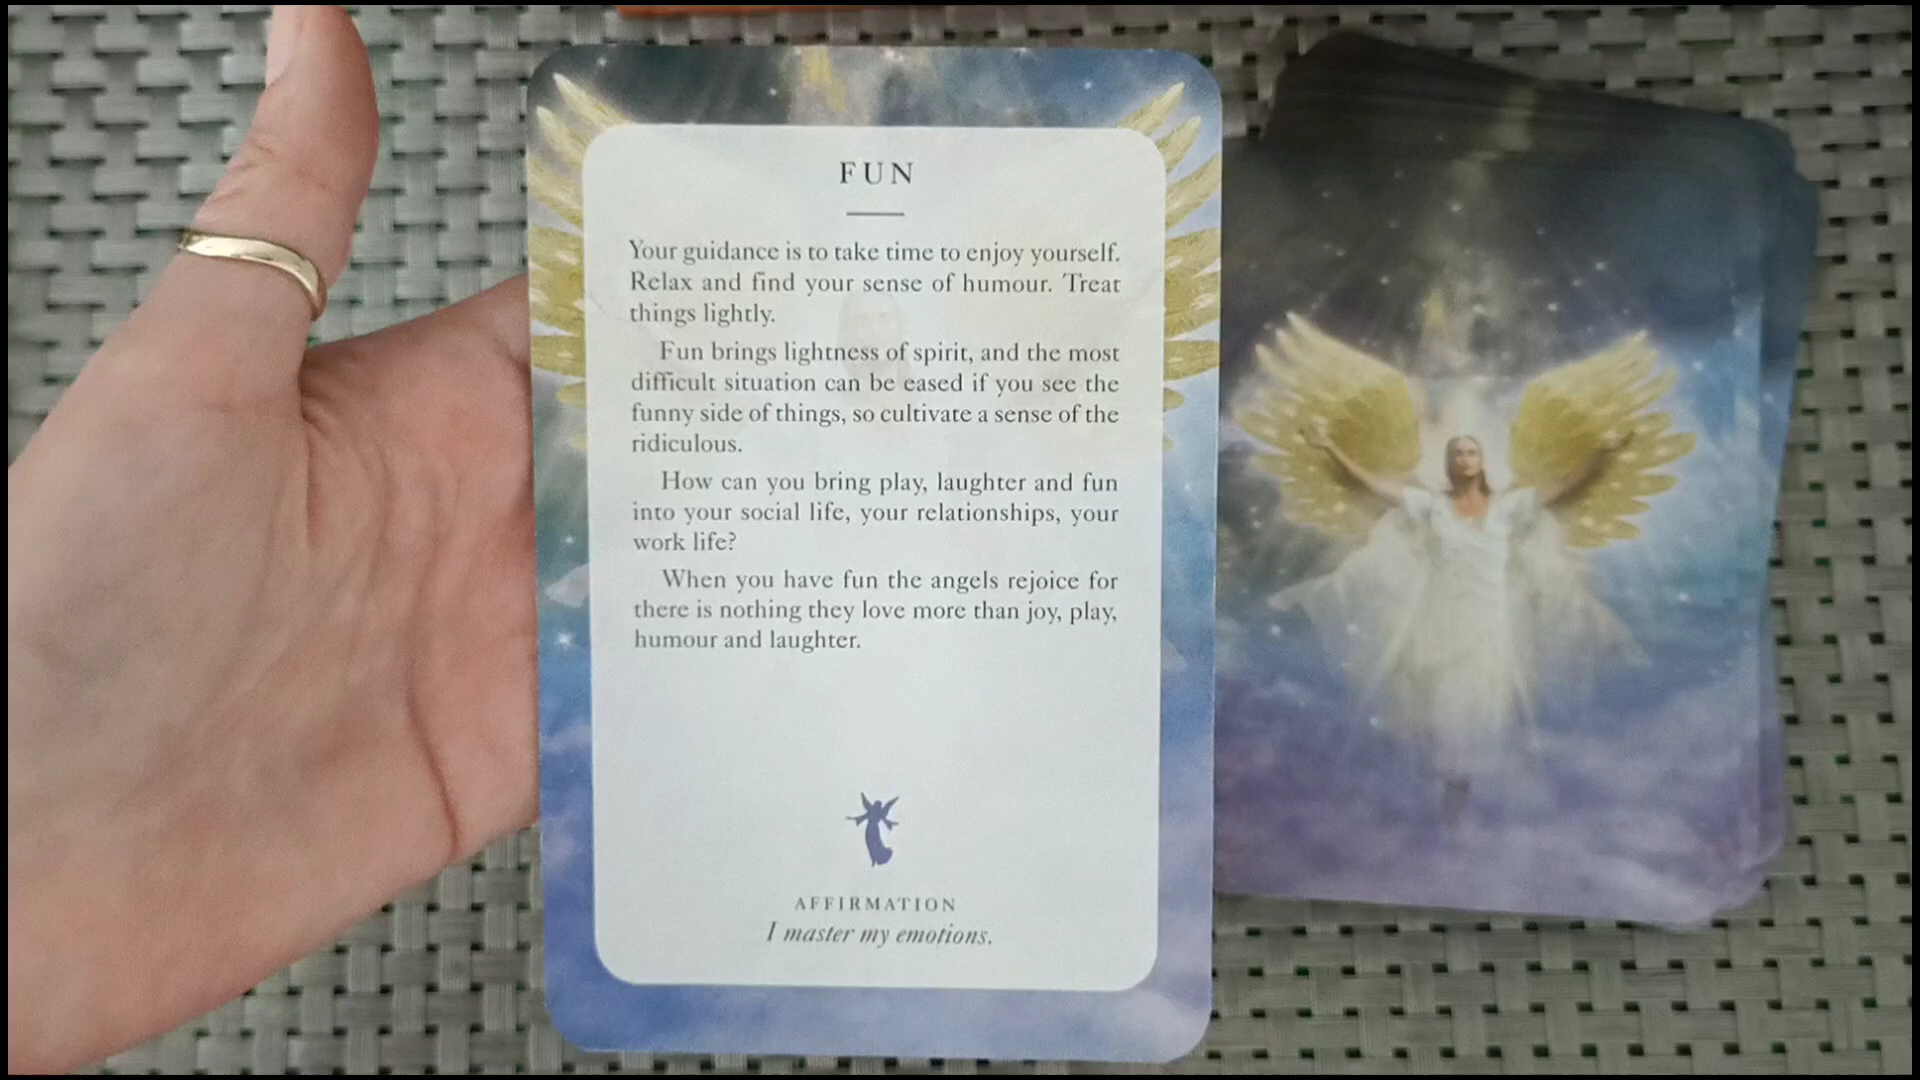 FUN
Your guidance is to take time to enjoy yourself.
Relax and find your sense of humour. Treat
things lightly.
Fun brings lightness of spirit, and the most
difficult situation can be eased if you see the
funny side of things, so cultivate a sense of the
ridiculous.
How can you bring play, laughter and fun
into your social life, your relationships, your
work life?
When you have fun the angels rejoice for
there is nothing they love more than joy, play,
humour and laughter.
AFFIRMATION
I master my emotions.